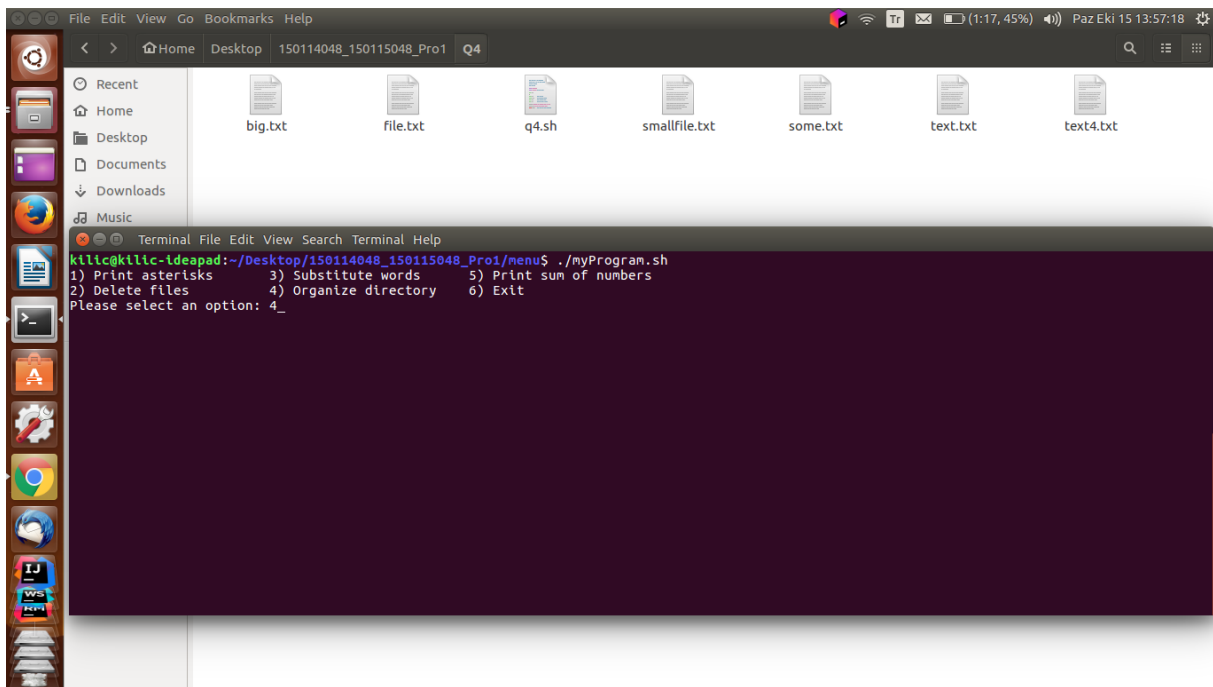 File Edit View Go Bookmarks Help Tr (1:17, 45%) Paz Eki 15 13:57:18
Home Desktop 150114048_150115048_Pro1 Q4
Recent
Home
Desktop
Documents
Downloads
Music
big.txt file.txt q4.sh smallfile.txt some.txt text.txt text4.txt
Terminal File Edit View Search Terminal Help
kilic@kilic-ideapad:~/Desktop/150114048_150115048_Pro1/menu$ ./myProgram.sh
1) Print asterisks 3) Substitute words 5) Print sum of numbers
2) Delete files 4) Organize directory 6) Exit
Please select an option: 4_
>_
A
IJ
WS